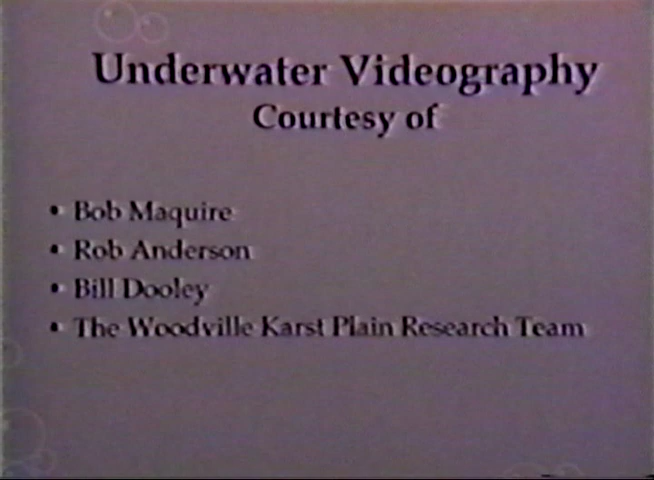 Underwater Videography
Courtesy of
• Bob Maquire
• Rob Anderson
• Bill Dooley
• The Woodville Karst Plain Research Team